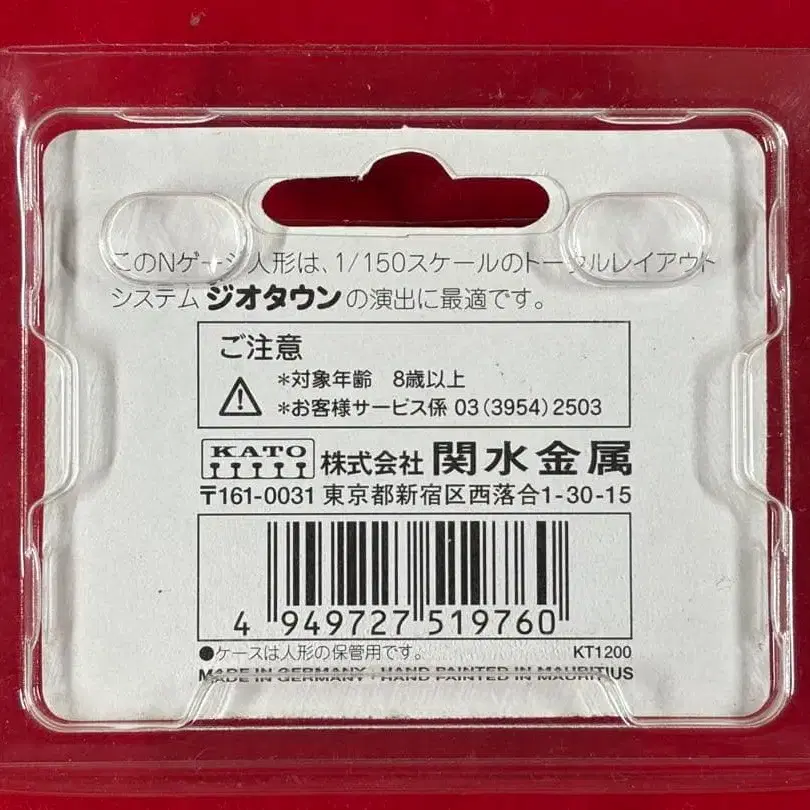 このNゲージ人形は、1/150スケールのトータルレイアウト
システム ジオタウン の演出に最適です。
ご注意
*対象年齢 8歳以上
*お客様サービス係 03(3954)2503
KATO 株式会社 関水金属
〒161-0031 東京都新宿区西落合1-30-15
4 949727 519760
●ケースは人形の保管用です。 KT1200
MADE IN GERMANY・HAND PAINTED IN MAURITIUS